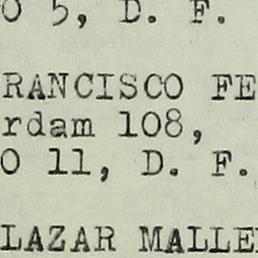 O 5, D. F.
RANCISCO FE
rdam 108,
O 11, D. F.
LAZAR MALLE